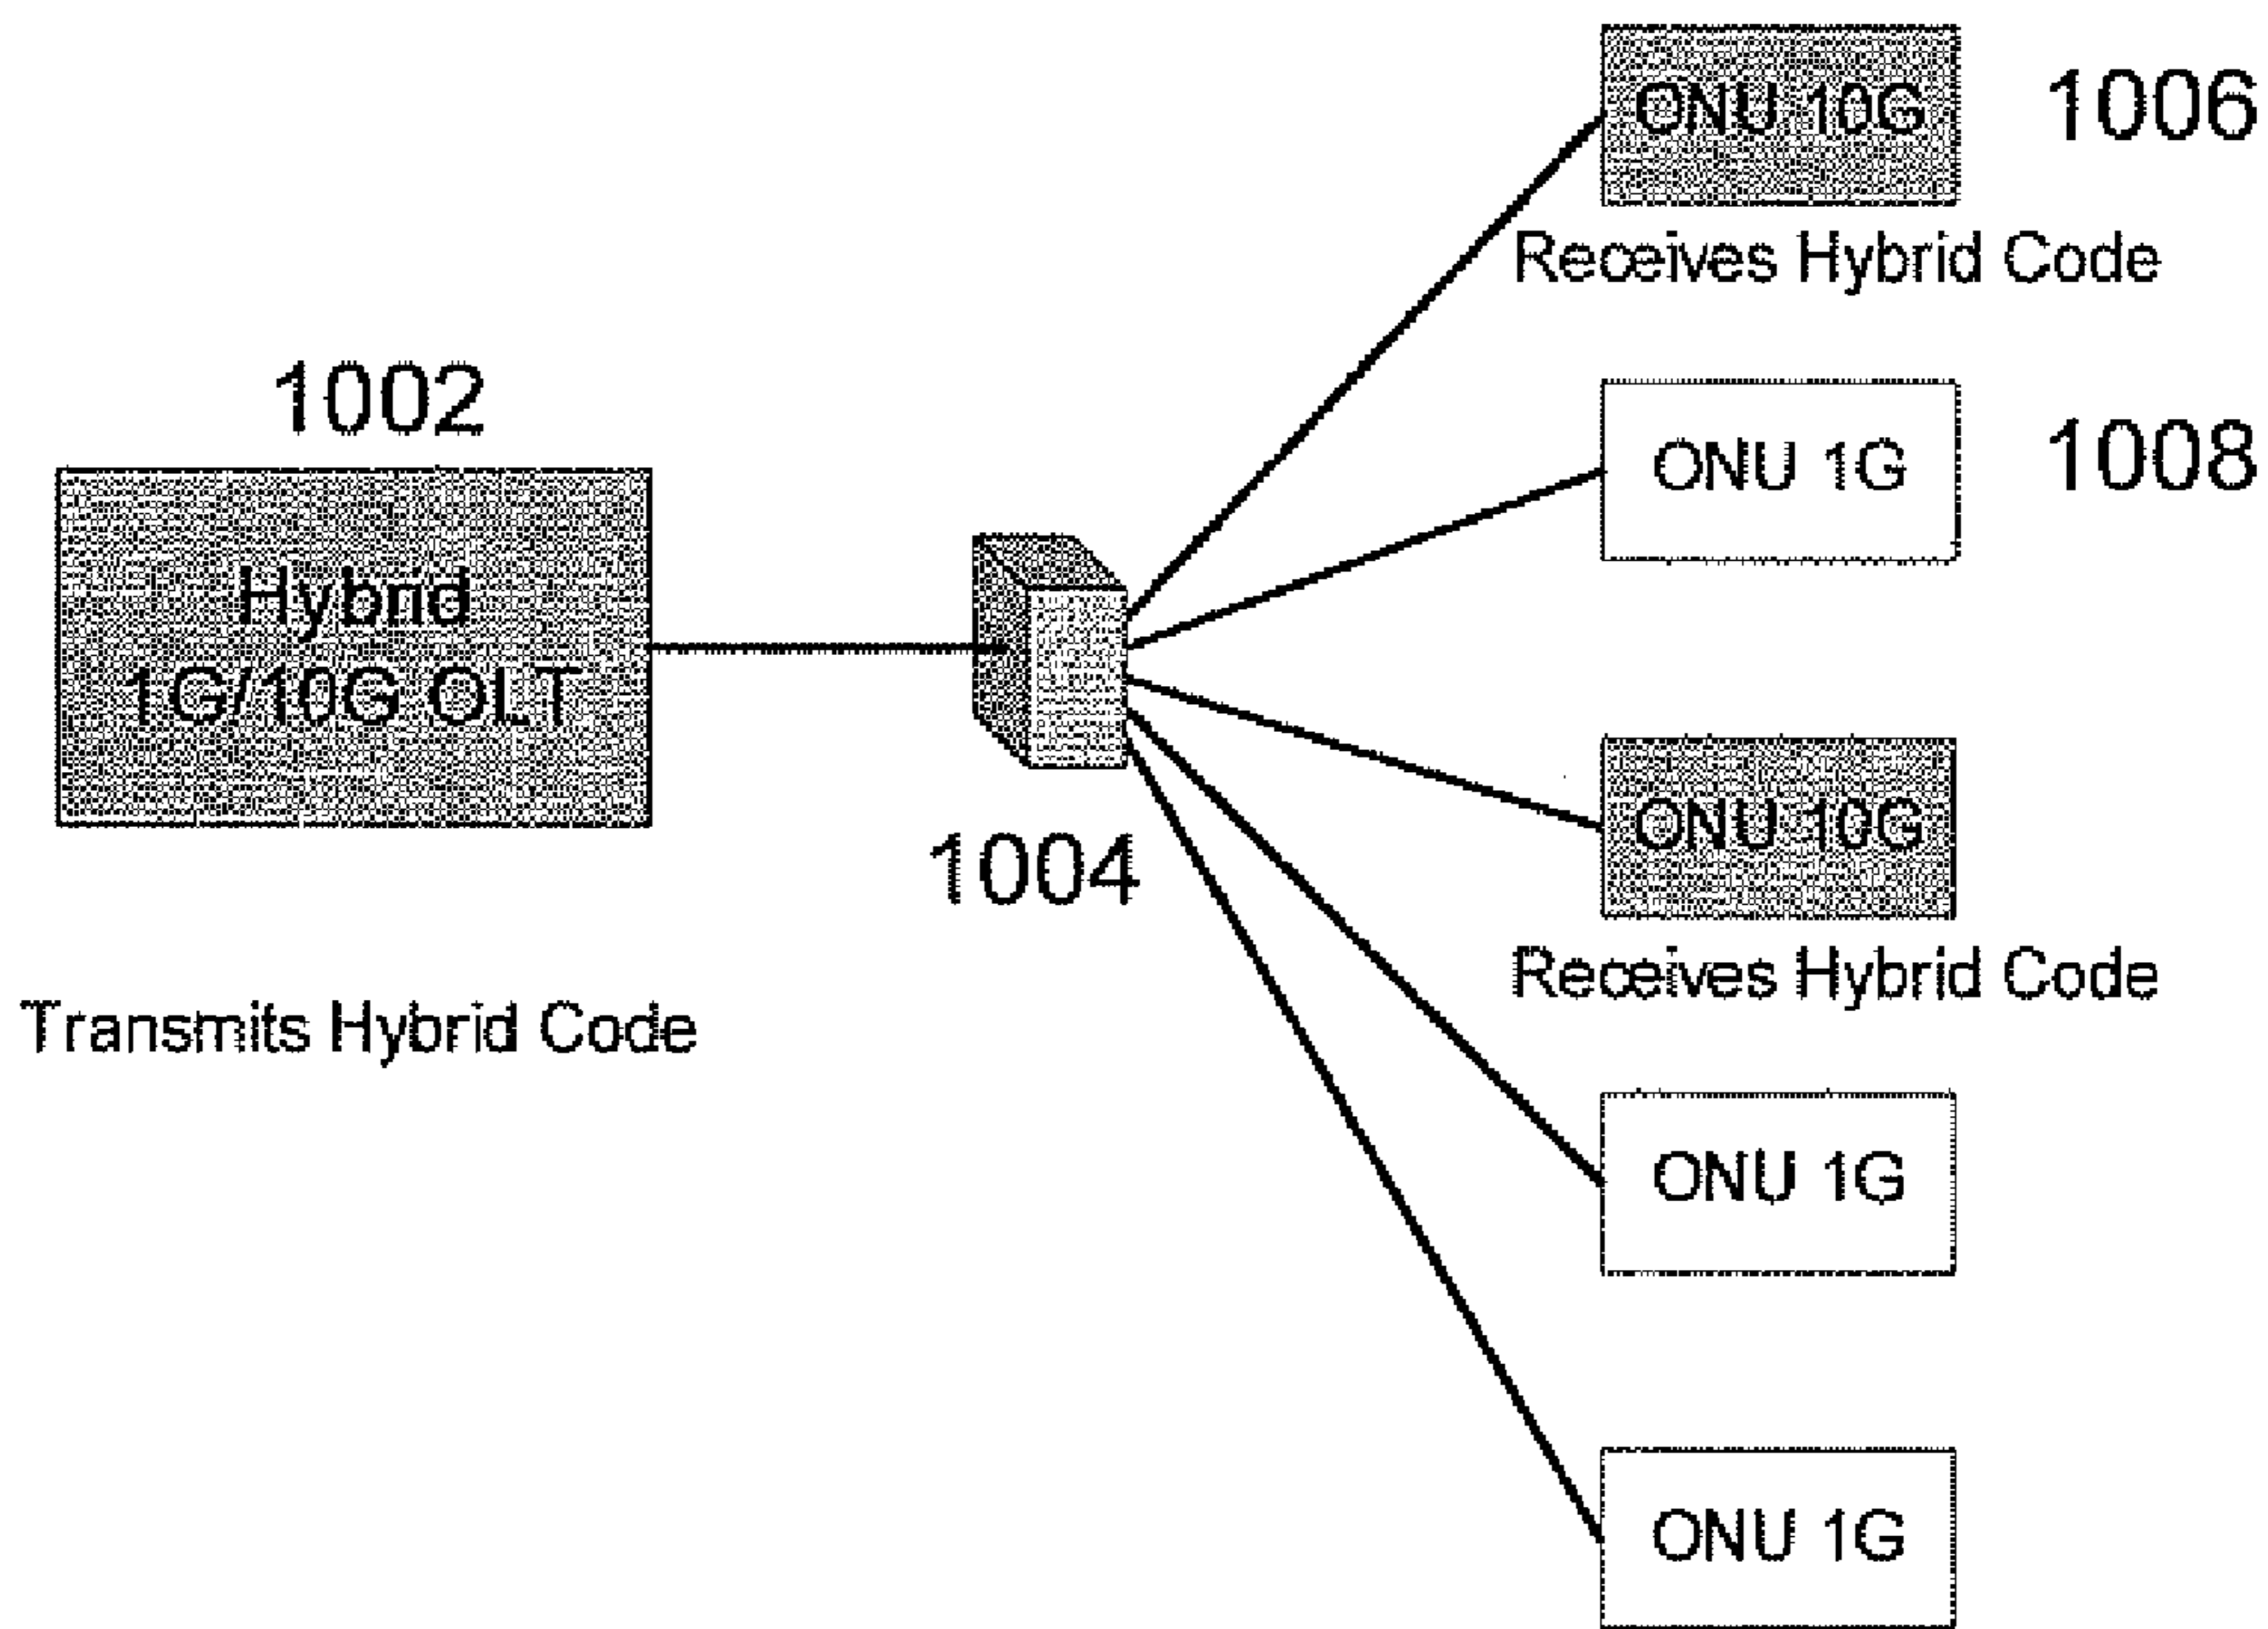 1002
Hybrid
1G/10G OLT
Transmits Hybrid Code
1004
ONU 10G
1006
Receives Hybrid Code
ONU 1G
1008
ONU 10G
Receives Hybrid Code
ONU 1G
ONU 1G